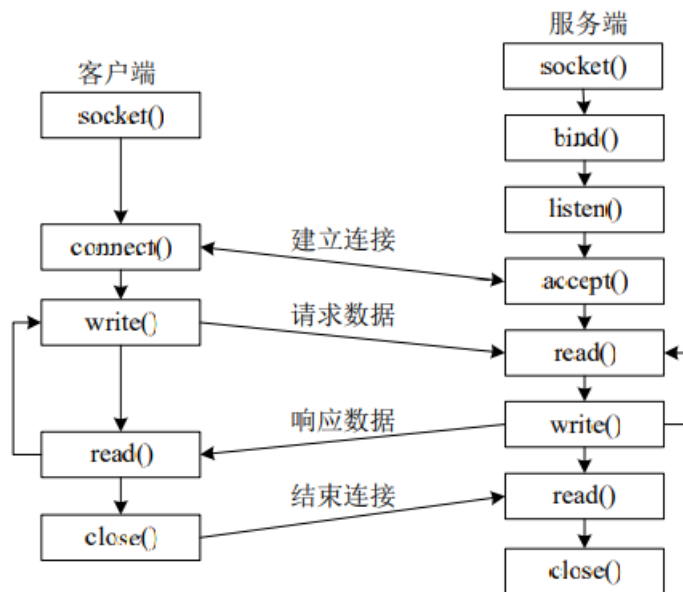 客户端
socket()
connect()
write()
read()
close()
建立连接
请求数据
响应数据
结束连接
服务端
socket()
bind()
listen()
accept()
read()
write()
read()
close()